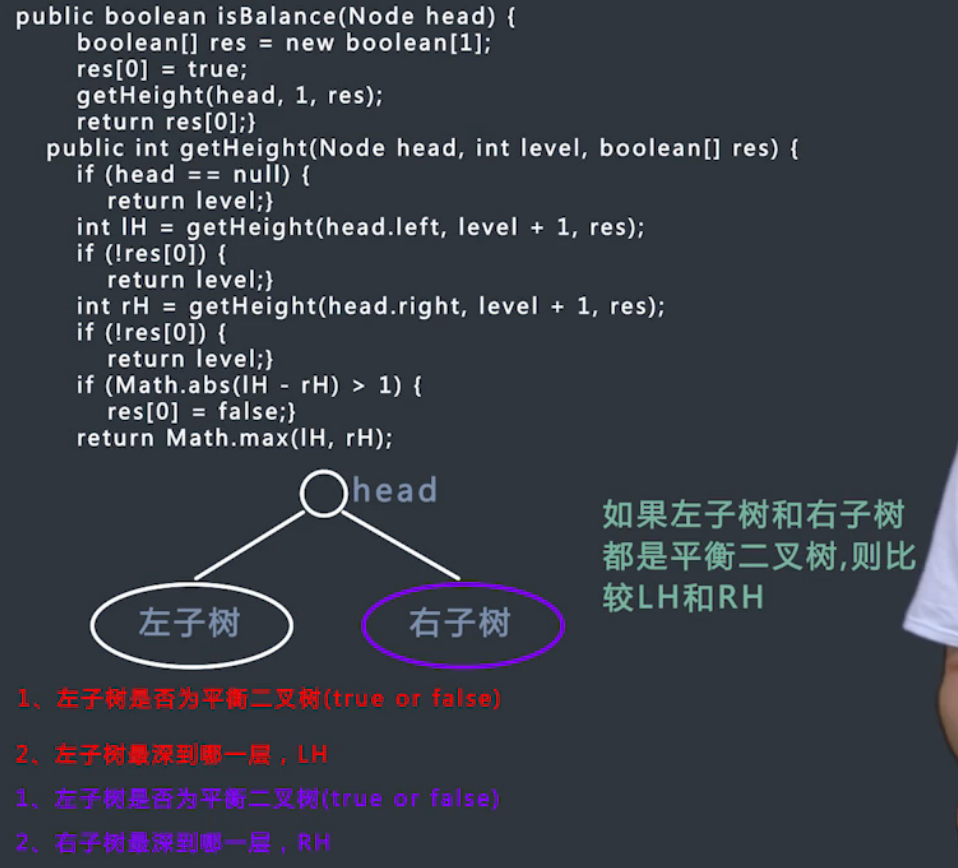 public boolean isBalance(Node head) {
boolean[] res = new boolean[1];
res[0] = true;
getHeight(head, 1, res);
return res[0];}
public int getHeight(Node head, int level, boolean[] res) {
if (head == null) {
return level;}
int lH = getHeight(head.left, level + 1, res);
if (!res[0]) {
return level;}
int rH = getHeight(head.right, level + 1, res);
if (!res[0]) {
return level;}
if (Math.abs(lH - rH) > 1) {
res[0] = false;}
return Math.max(lH, rH);
head
如果左子树和右子树
都是平衡二叉树,则比
较LH和RH
左子树
右子树
1、左子树是否为平衡二叉树(true or false)
2、左子树最深到哪一层，LH
1、左子树是否为平衡二叉树(true or false)
2、右子树最深到哪一层，RH